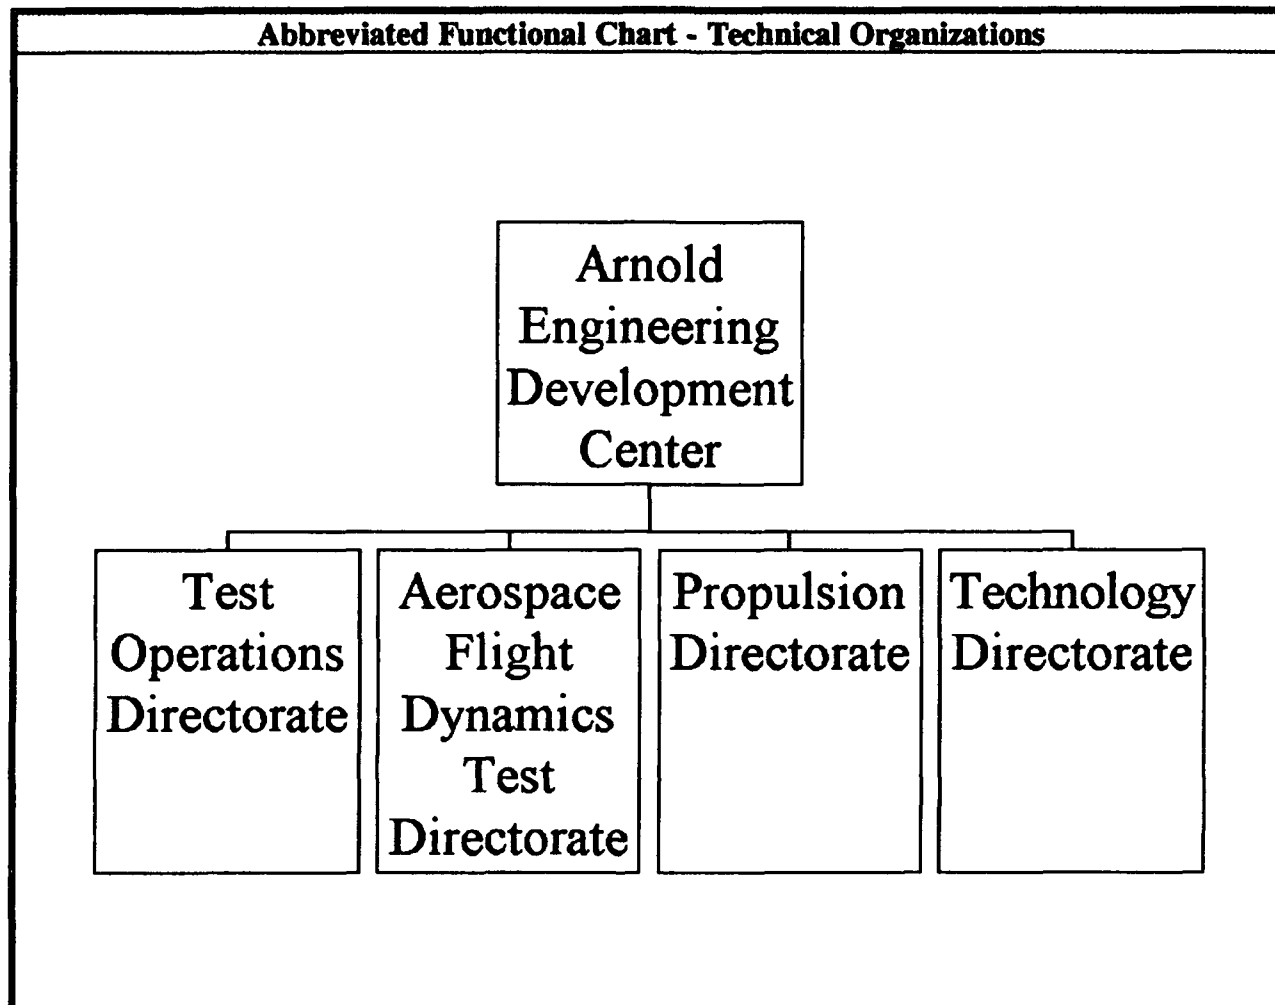 Abbreviated Functional Chart - Technical Organizations
Arnold
Engineering
Development
Center
Test
Operations
Directorate
Aerospace
Flight
Dynamics
Test
Directorate
Propulsion
Directorate
Technology
Directorate